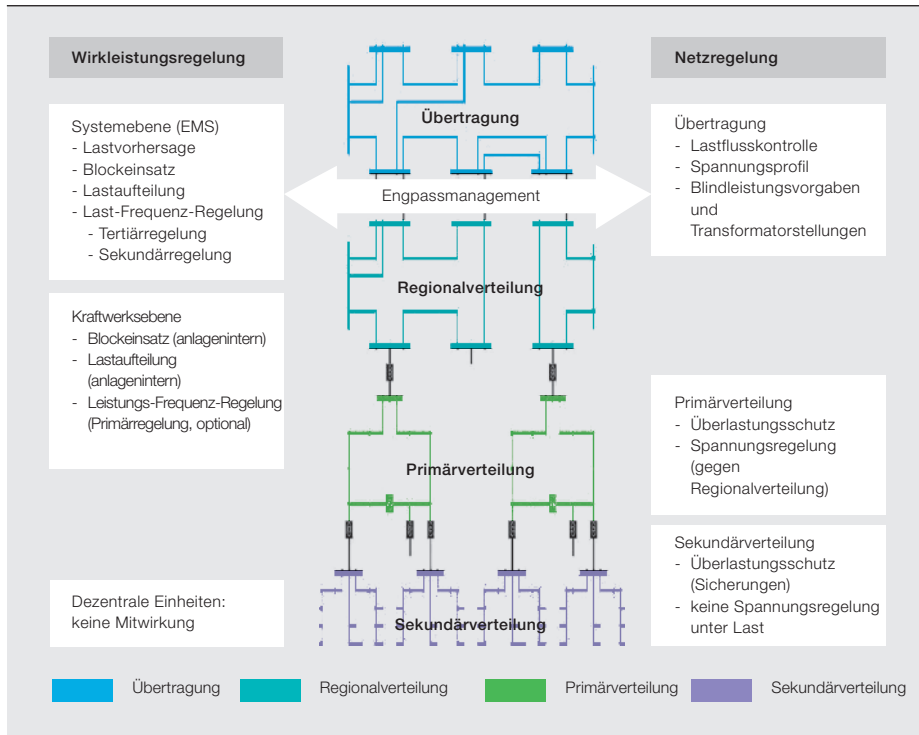 Wirkleistungsregelung
Systemebene (EMS)
- Lastvorhersage
- Blockeinsatz
- Lastaufteilung
- Last-Frequenz-Regelung
- Tertiärregelung
- Sekundärregelung
Kraftwerksebene
- Blockeinsatz (anlagenintern)
- Lastaufteilung
(anlagenintern)
- Leistungs-Frequenz-Regelung
(Primärregelung, optional)
Dezentrale Einheiten:
keine Mitwirkung
Übertragung
Engpassmanagement
Regionalverteilung
Primärverteilung
Sekundärverteilung
Netzregelung
Übertragung
- Lastflusskontrolle
- Spannungsprofil
- Blindleistungsvorgaben
und
Transformatorstellungen
Primärverteilung
- Überlastungsschutz
- Spannungsregelung
(gegen
Regionalverteilung)
Sekundärverteilung
- Überlastungsschutz
(Sicherungen)
- keine Spannungsregelung
unter Last
Übertragung
Regionalverteilung
Primärverteilung
Sekundärverteilung